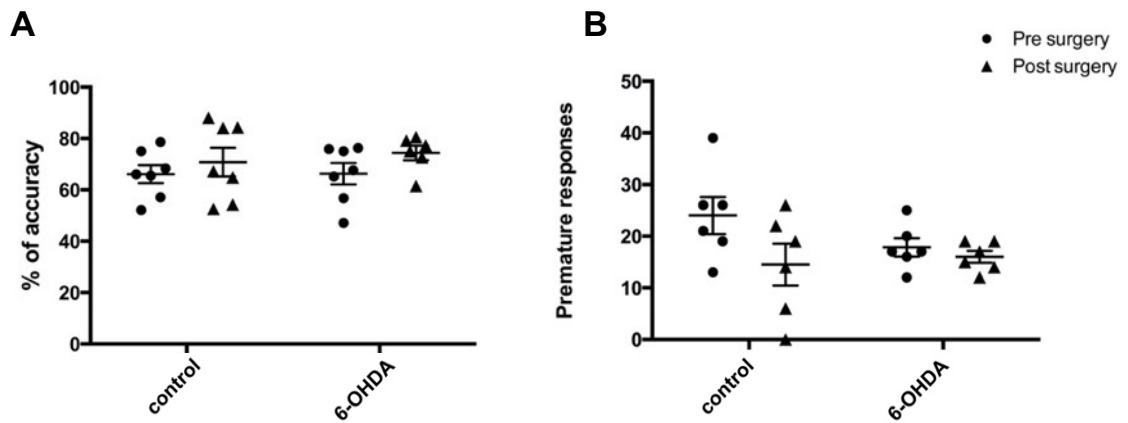 A
% of accuracy
100
80
60
40
20
0
control
6-OHDA
B
Pre surgery
Post surgery
Premature responses
50
40
30
20
10
0
control
6-OHDA